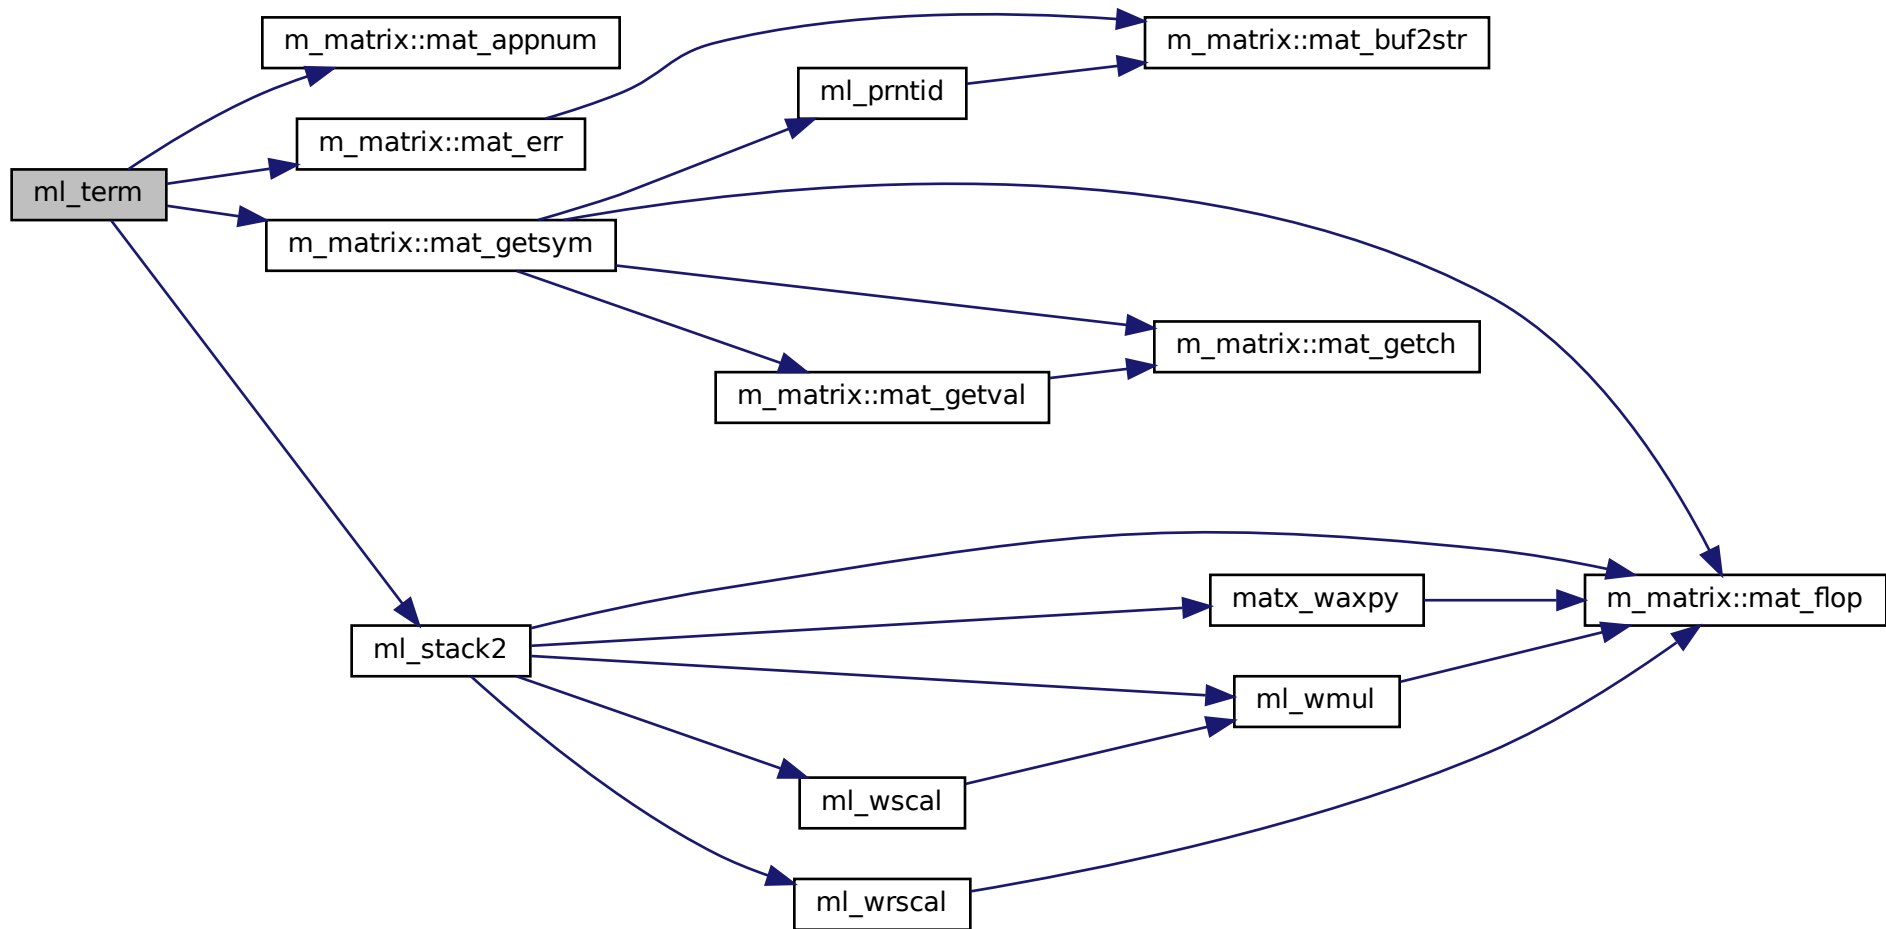 m_matrix::mat_appnum
m_matrix::mat_buf2str
ml_prntid
m_matrix::mat_err
ml_term
m_matrix::mat_getsym
m_matrix::mat_getch
m_matrix::mat_getval
matx_waxpy
m_matrix::mat_flop
ml_stack2
ml_wmul
ml_wscal
ml_wrscal